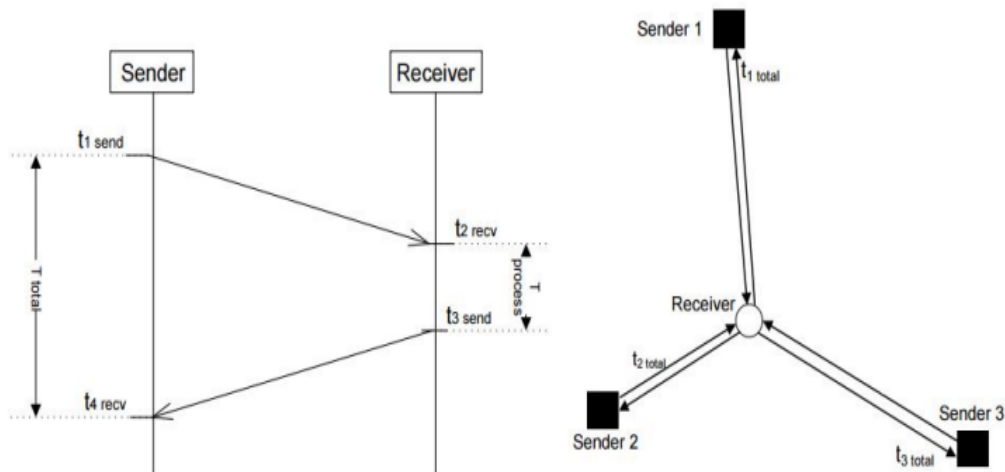 Sender
Receiver
t1 send
t2 recv
T total
T process
t3 send
t4 recv
Sender 1
t1 total
Receiver
t2 total
Sender 2
Sender 3
t3 total